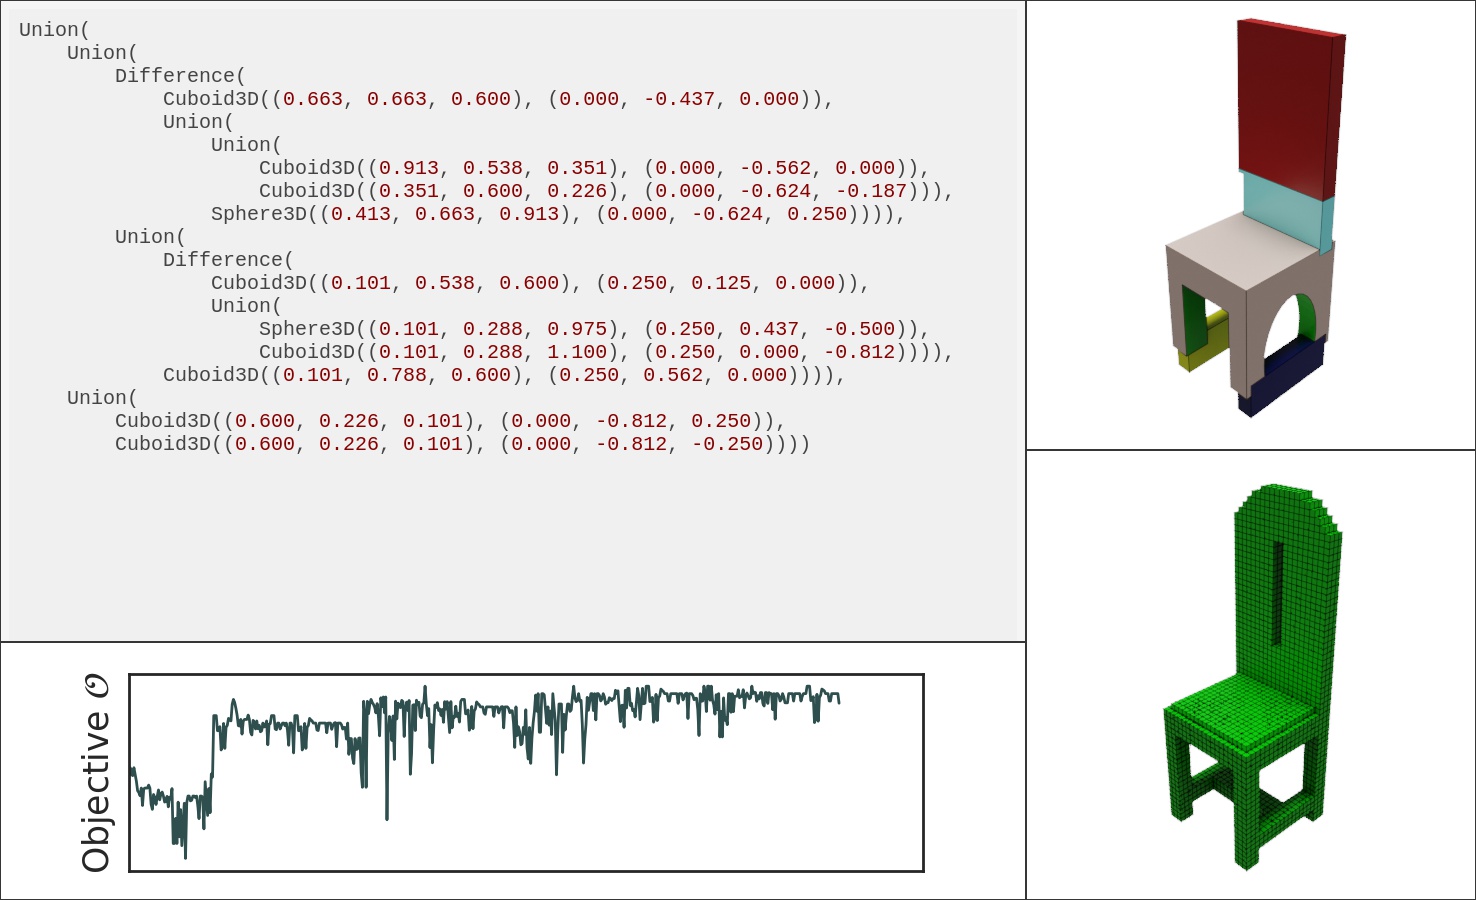 Union(
    Union(
        Difference(
            Cuboid3D((0.663, 0.663, 0.600), (0.000, -0.437, 0.000)),
            Union(
                Union(
                    Cuboid3D((0.913, 0.538, 0.351), (0.000, -0.562, 0.000)),
                    Cuboid3D((0.351, 0.600, 0.226), (0.000, -0.624, -0.187))),
                Sphere3D((0.413, 0.663, 0.913), (0.000, -0.624, 0.250)))),
        Union(
            Difference(
                Cuboid3D((0.101, 0.538, 0.600), (0.250, 0.125, 0.000)),
                Union(
                    Sphere3D((0.101, 0.288, 0.975), (0.250, 0.437, -0.500)),
                    Cuboid3D((0.101, 0.288, 1.100), (0.250, 0.000, -0.812)))),
            Cuboid3D((0.101, 0.788, 0.600), (0.250, 0.562, 0.000)))),
    Union(
        Cuboid3D((0.600, 0.226, 0.101), (0.000, -0.812, 0.250)),
        Cuboid3D((0.600, 0.226, 0.101), (0.000, -0.812, -0.250))))
Objective 𝒪